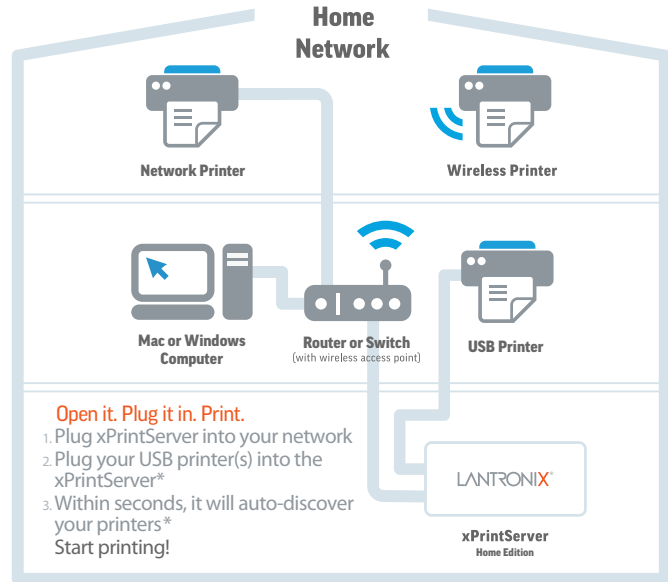 Home
Network
Network Printer
Wireless Printer
Mac or Windows
Computer
Router or Switch
(with wireless access point)
USB Printer
Open it. Plug it in. Print.
1. Plug xPrintServer into your network
2. Plug your USB printer(s) into the
xPrintServer*
3. Within seconds, it will auto-discover
your printers*
Start printing!
LANTRONIX®
xPrintServer
Home Edition